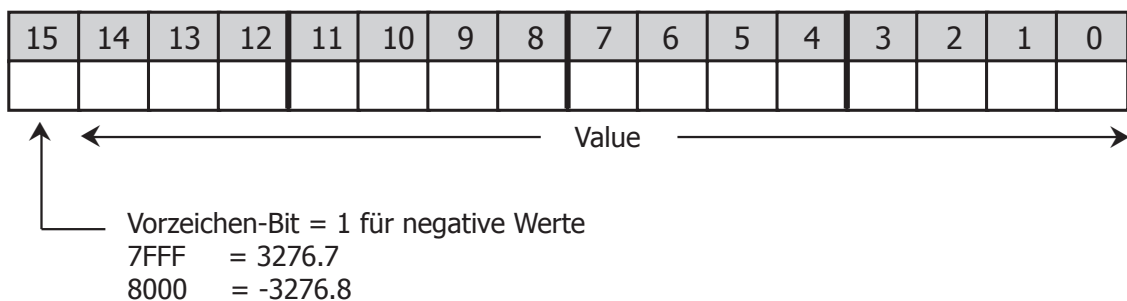 15 14 13 12 11 10 9 8 7 6 5 4 3 2 1 0
Value
Vorzeichen-Bit = 1 für negative Werte
7FFF = 3276.7
8000 = -3276.8